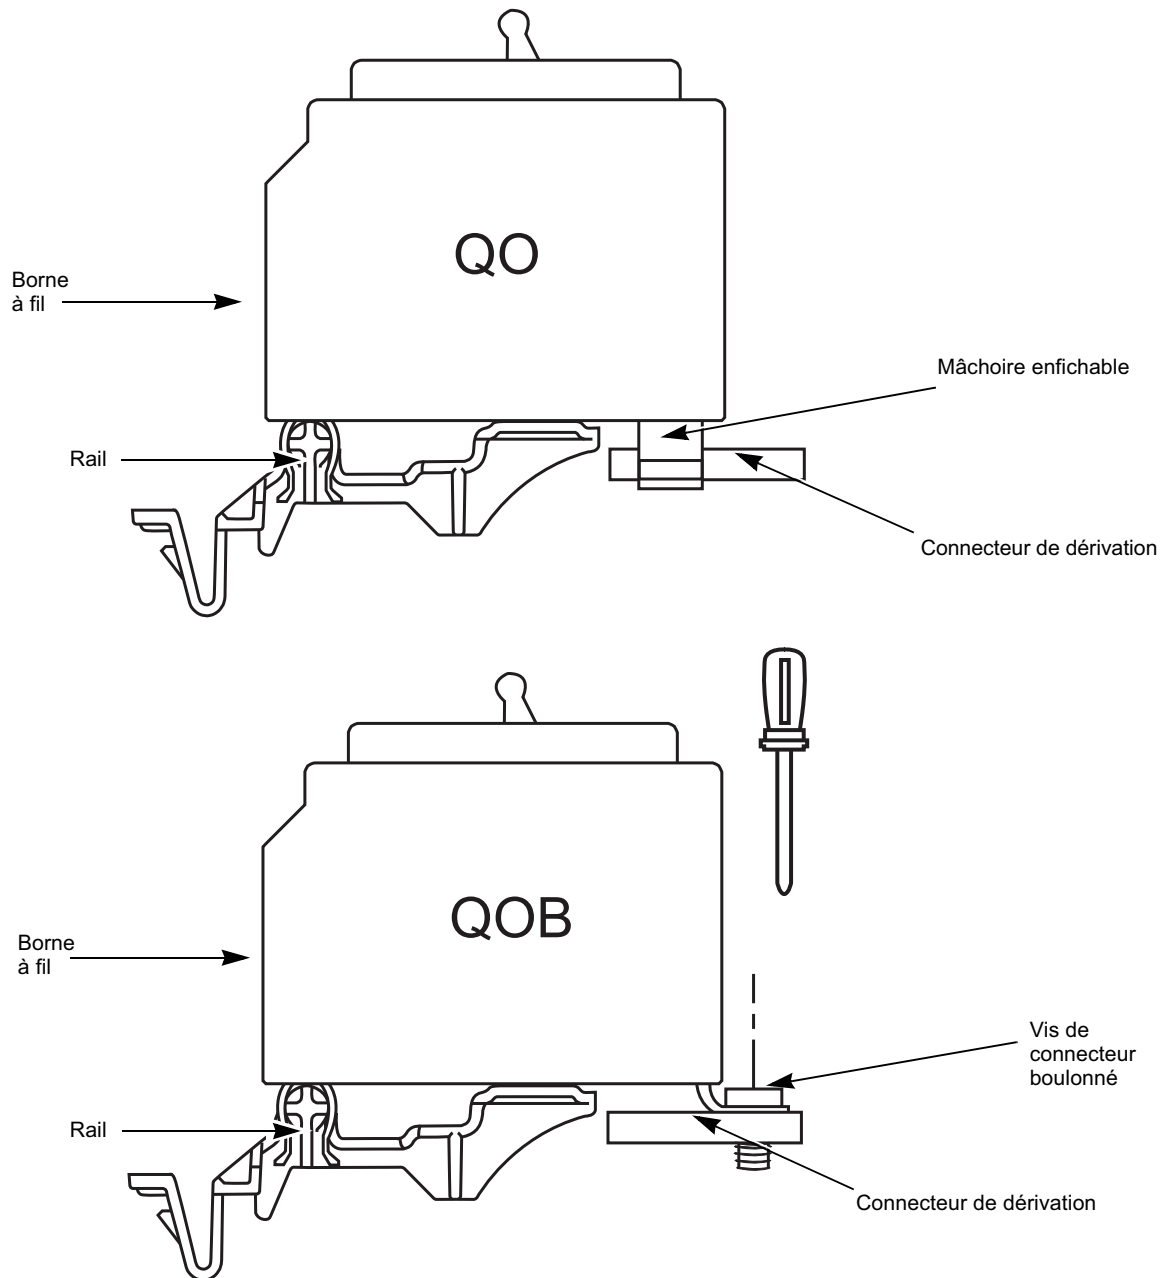 QO
Borne
à fil
Mâchoire enfichable
Rail
Connecteur de dérivation
QOB
Borne
à fil
Vis de
connecteur
boulonné
Rail
Connecteur de dérivation